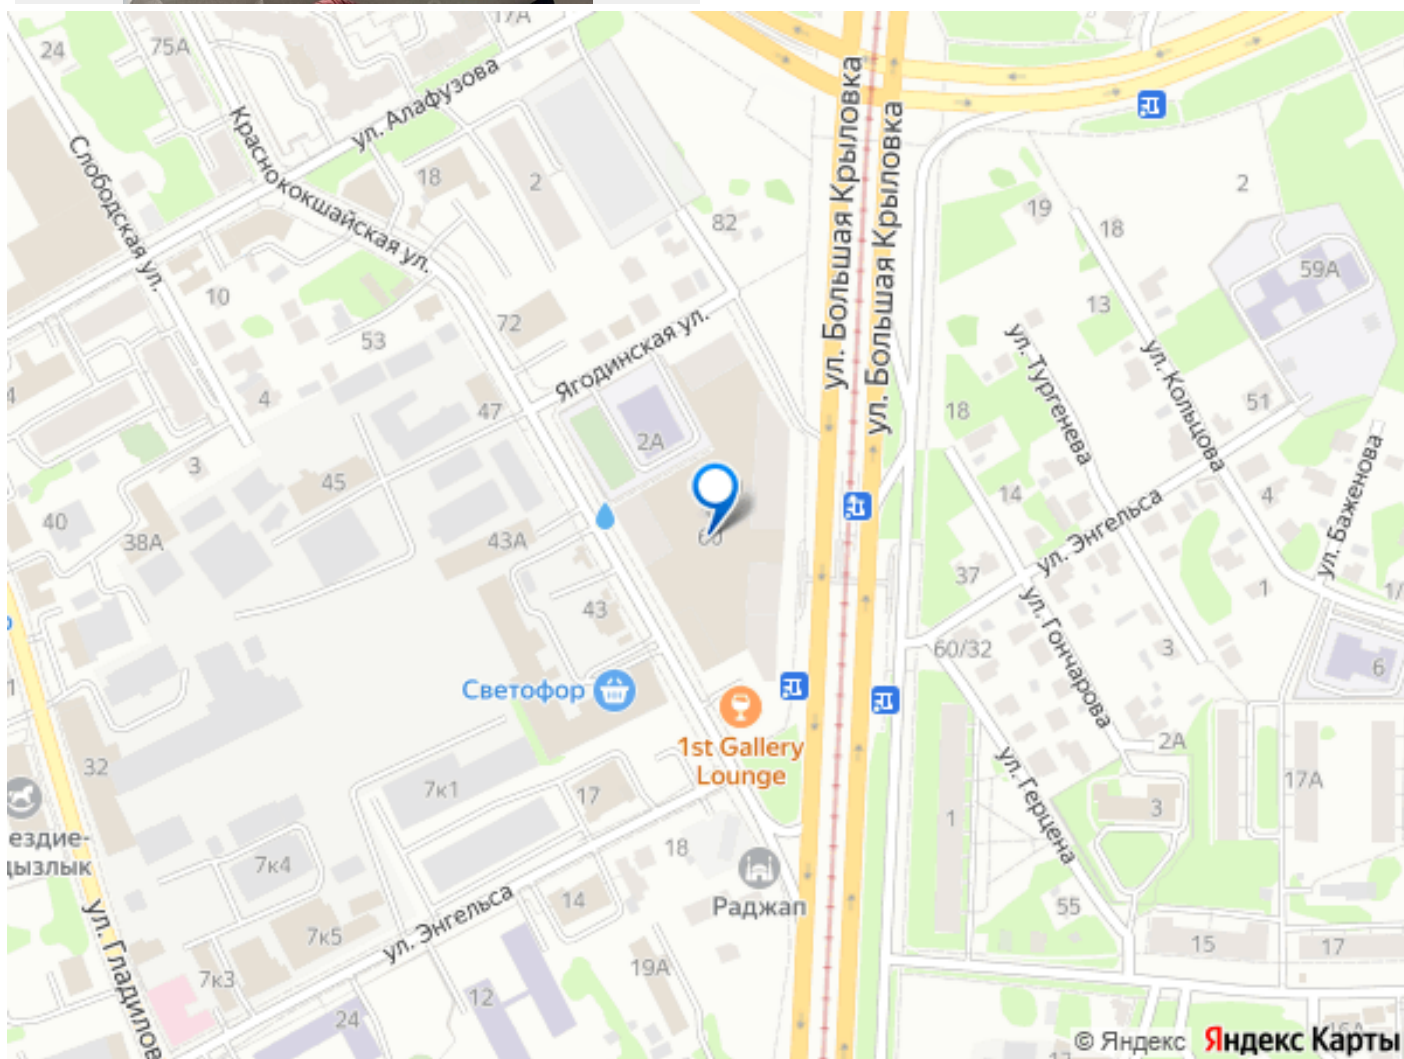 17А
24
75А
ул. Алафузова
Краснококшайская ул.
Слободская ул.
18
2
82
ул. Большая Крыловка
ул. Большая Крыловка
19
18
2
59А
13
10
53
72
Ягодинская ул.
ул. Тургенева
ул. Кольцова
4
47
2А
18
51
3
45
14
4
ул. Баженова
40
38А
43А
60
ул. Энгельса
37
1
43
ул. Гончарова
60/32
3
6
Светофор
1st Gallery
Lounge
2А
ул. Герцена
32
7к1
17
17А
1
3
ездие-
дызлык
7к4
18
14
Раджап
55
ул. Гладилов
7к5
ул. Энгельса
15
17
7к3
19А
12
24
© Яндекс Яндекс Карты